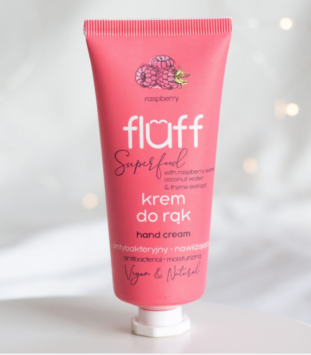 raspberry
fluff
Superfood
with raspberry
coconut water
& thyme extract
krem
do rąk
hand cream
antybakteryjny • nawilżający
antibacterial • moisturizing
Vegan & Natural